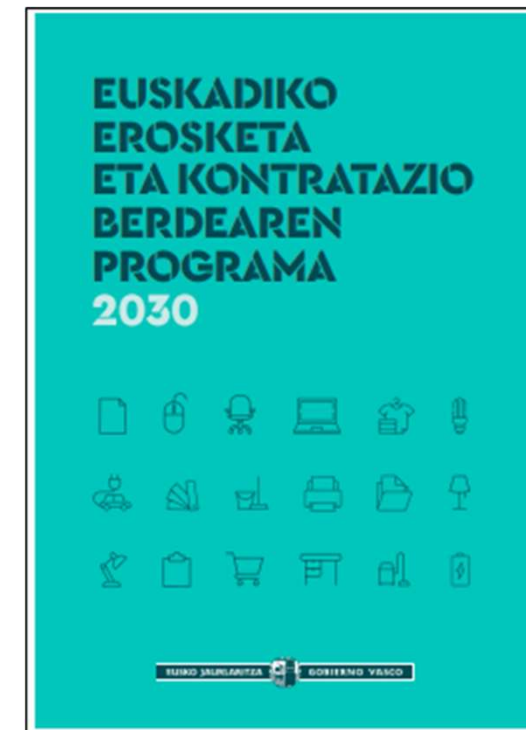 EUSKADIKO
EROSKETA
ETA KONTRATAZIO
BERDEAREN
PROGRAMA
2030
EUSKO JAURLARITZA GOBIERNO VASCO